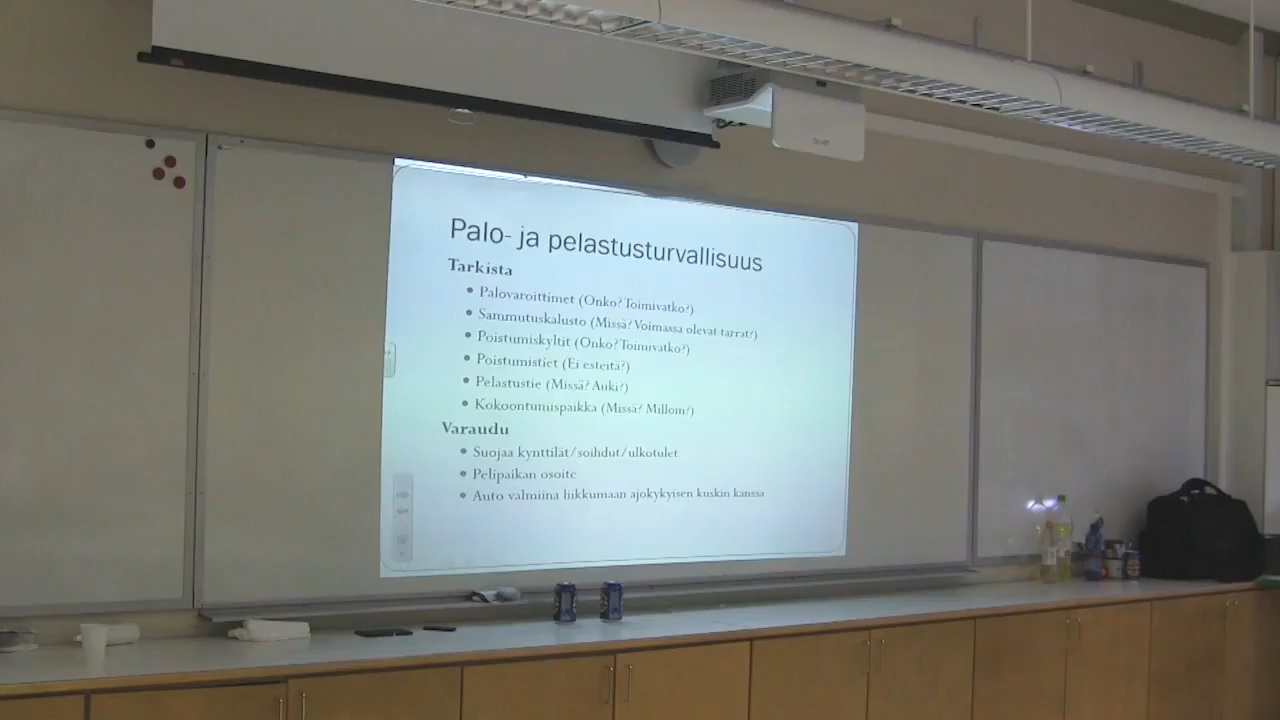 Palo- ja pelastusturvallisuus
Tarkista
• Palovaroittimet (Onko? Toimivatko?)
• Sammutuskalusto (Missä? Voimassa olevat tarrat?)
• Poistumiskyltit (Onko? Toimivatko?)
• Poistumistiet (Ei esteitä?)
• Pelastustie (Missä? Auki?)
• Kokoontumispaikka (Missä? Milloin?)
Varaudu
• Suojaa kynttilät/soihdut/ulkotulet
• Pelipaikan osoite
• Auto valmiina liikkumaan ajokykyisen kuskin kanssa